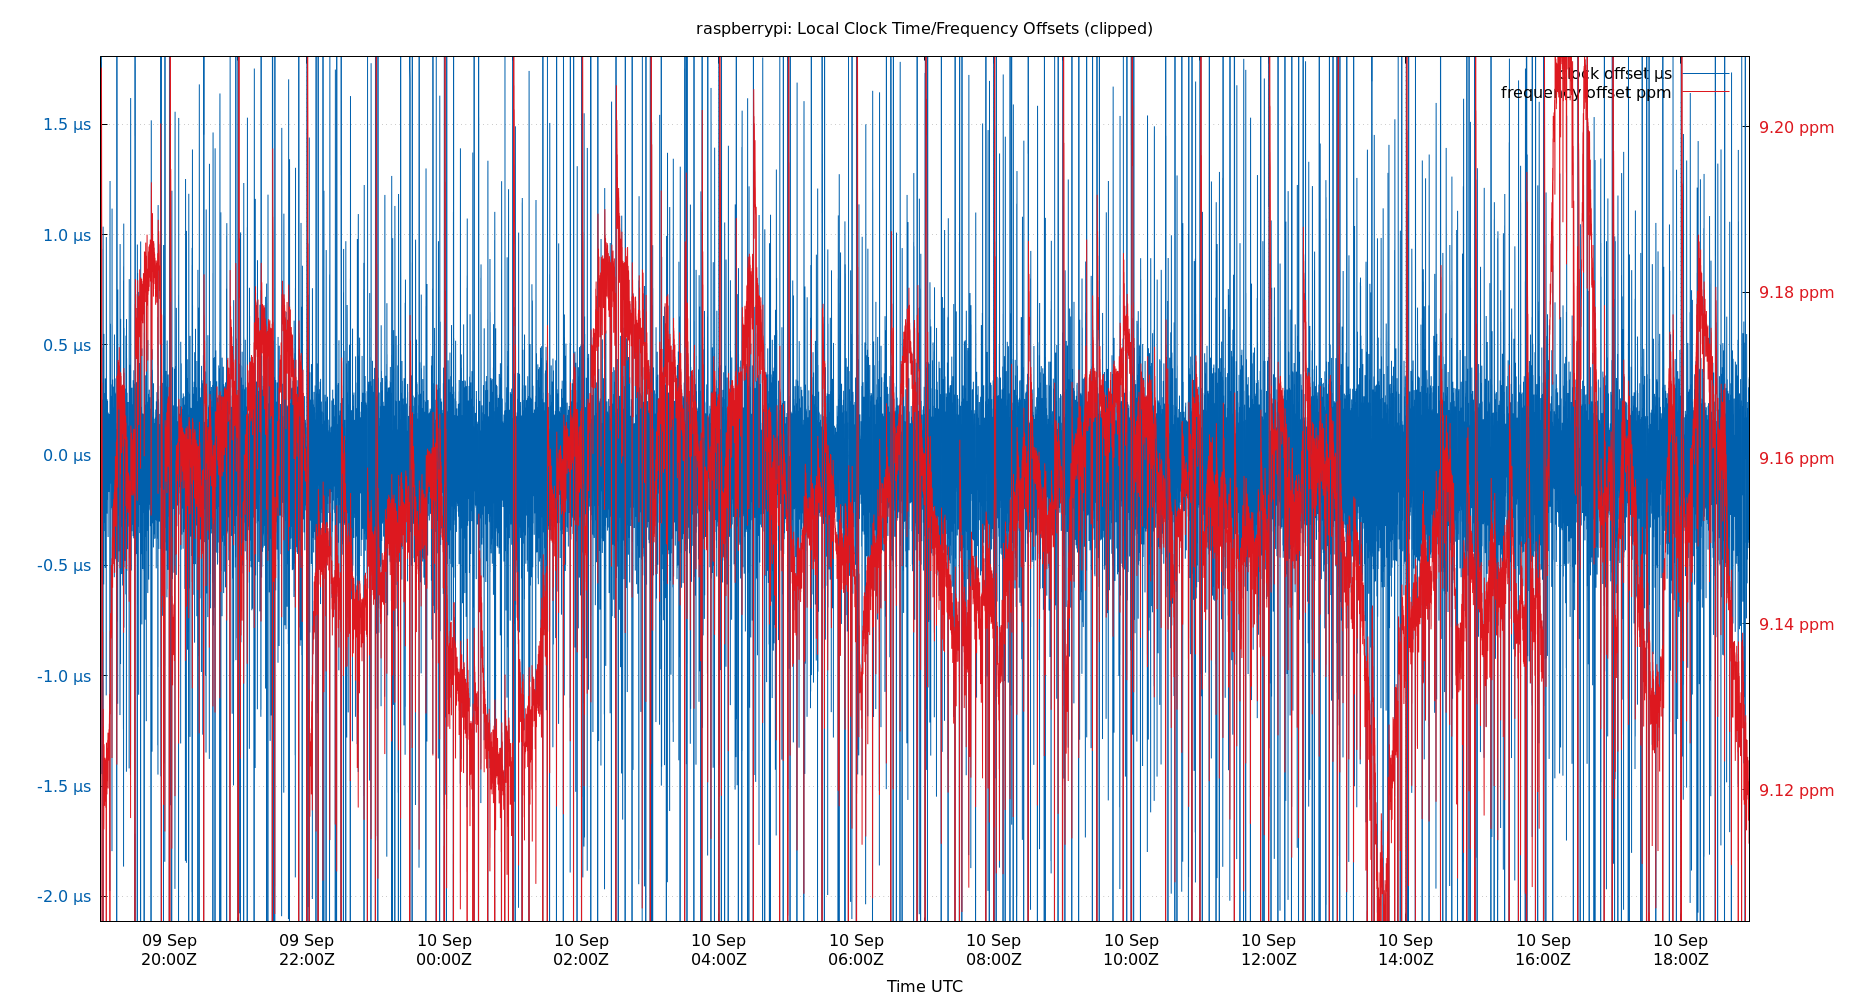 raspberrypi: Local Clock Time/Frequency Offsets (clipped)
clock offset µs
frequency offset ppm
1.5 µs
1.0 µs
0.5 µs
0.0 µs
-0.5 µs
-1.0 µs
-1.5 µs
-2.0 µs
9.20 ppm
9.18 ppm
9.16 ppm
9.14 ppm
9.12 ppm
09 Sep 09 Sep 10 Sep 10 Sep 10 Sep 10 Sep 10 Sep 10 Sep 10 Sep 10 Sep 10 Sep 10 Sep
20:00Z 22:00Z 00:00Z 02:00Z 04:00Z 06:00Z 08:00Z 10:00Z 12:00Z 14:00Z 16:00Z 18:00Z
Time UTC